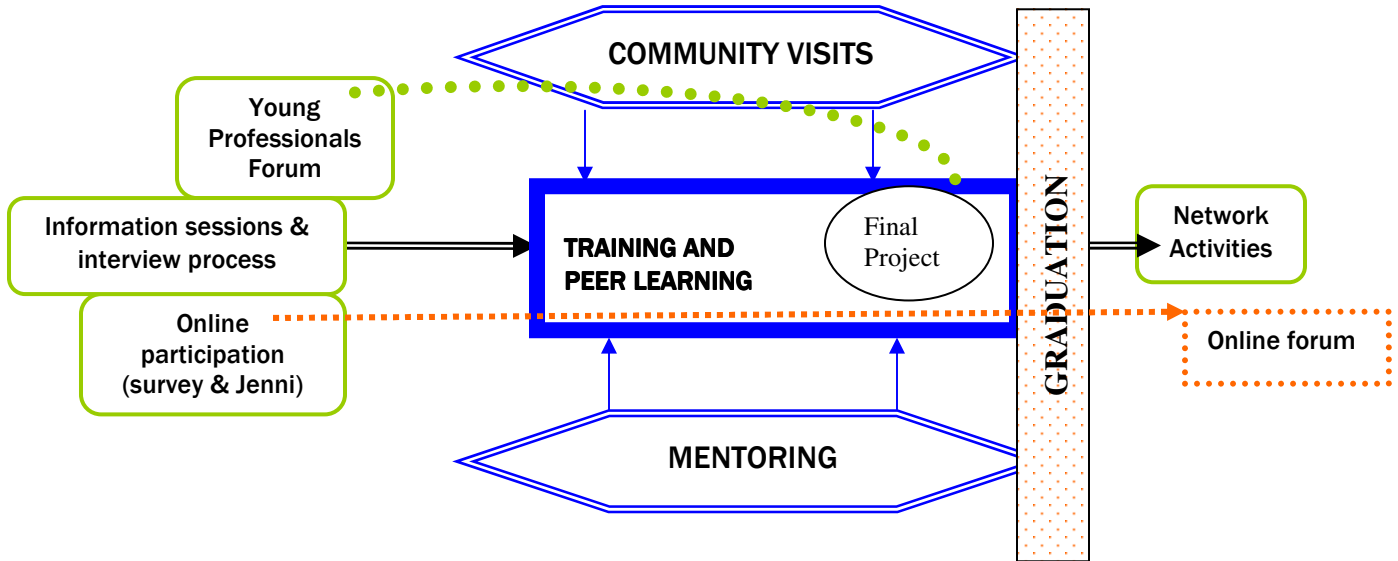 COMMUNITY VISITS
Young
Professionals
Forum
Information sessions &
interview process
Online
participation
(survey & Jenni)
TRAINING AND
PEER LEARNING
Final
Project
MENTORING
GRADUATION
Network
Activities
Online forum